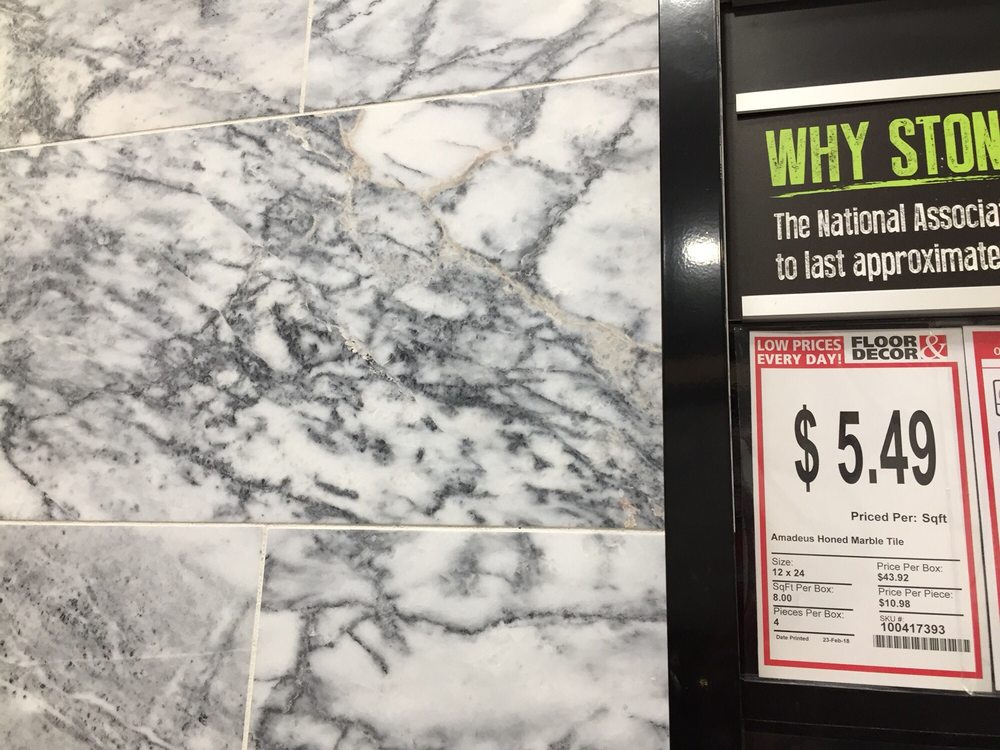 WHY STON
The National Associa
to last approximate
LOW PRICES
EVERY DAY!
FLOOR &
DECOR
$ 5.49
Priced Per: Sqft
Amadeus Honed Marble Tile
Size:
12 x 24
SqFt Per Box:
8.00
Pieces Per Box:
4
Date Printed 23-Feb-18
Price Per Box:
$43.92
Price Per Piece:
$10.98
SKU #:
100417393